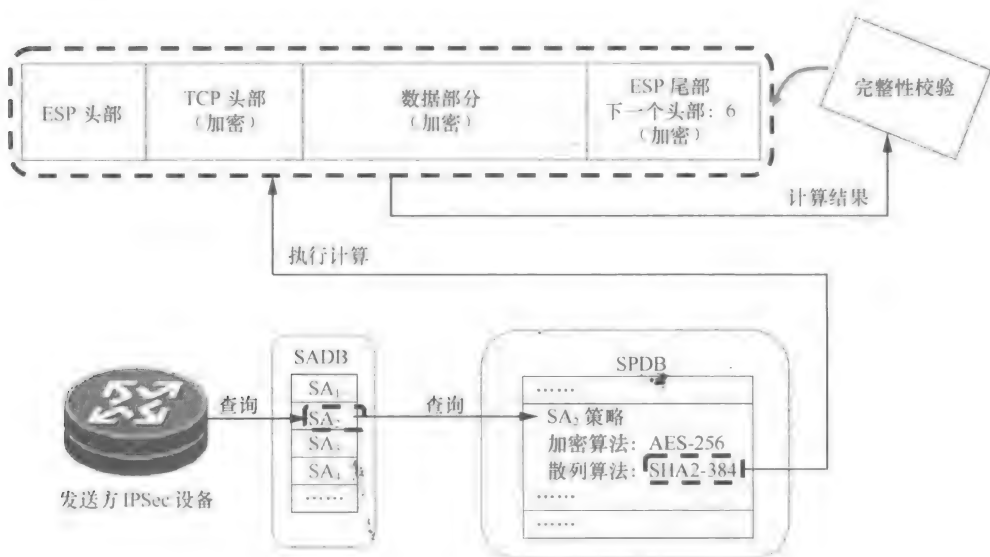 ESP 头部
TCP 头部
（加密）
数据部分
（加密）
ESP 尾部
下一个头部：6
（加密）
完整性校验
计算结果
执行计算
SADB
SA₁
SA₂
SA₄
……
查询
查询
SPDB
……
SA₂ 策略
加密算法：AES-256
散列算法：SHA2-384
……
……
发送方 IPSec 设备